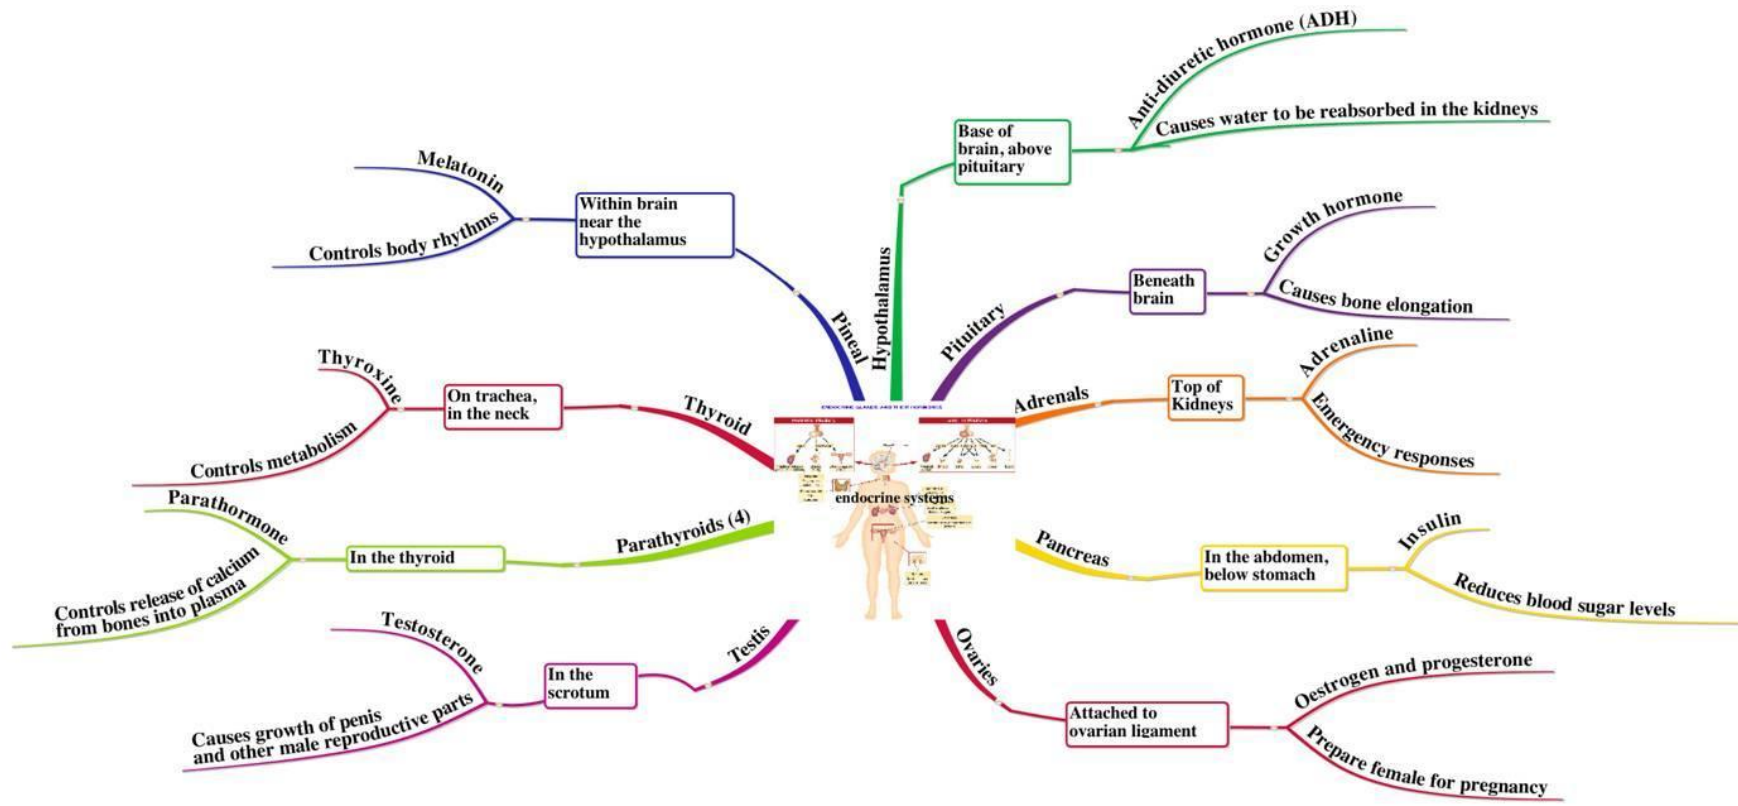 Anti-diuretic hormone (ADH)
Causes water to be reabsorbed in the kidneys
Base of
brain, above
pituitary
Hypothalamus
Growth hormone
Causes bone elongation
Beneath
brain
Pituitary
Adrenaline
Emergency responses
Top of
Kidneys
Adrenals
Insulin
Reduces blood sugar levels
In the abdomen,
below stomach
Pancreas
Oestrogen and progesterone
Prepare female for pregnancy
Attached to
ovarian ligament
Ovaries
Melatonin
Controls body rhythms
Within brain
near the
hypothalamus
Pineal
Thyroxine
Controls metabolism
On trachea,
in the neck
Thyroid
Parathormone
Controls release of calcium
from bones into plasma
In the thyroid
Parathyroids (4)
Testosterone
Causes growth of penis
and other male reproductive parts
In the
scrotum
Testis
ENDOCRINE GLANDS AND THEIR HORMONES
endocrine systems